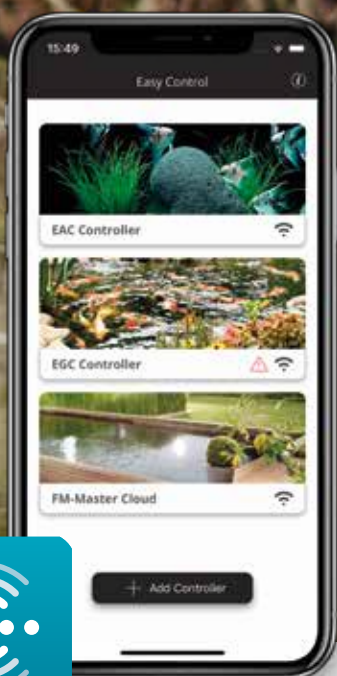 15:49
Easy Control
EAC Controller
EGC Controller
FM-Master Cloud
+ Add Controller